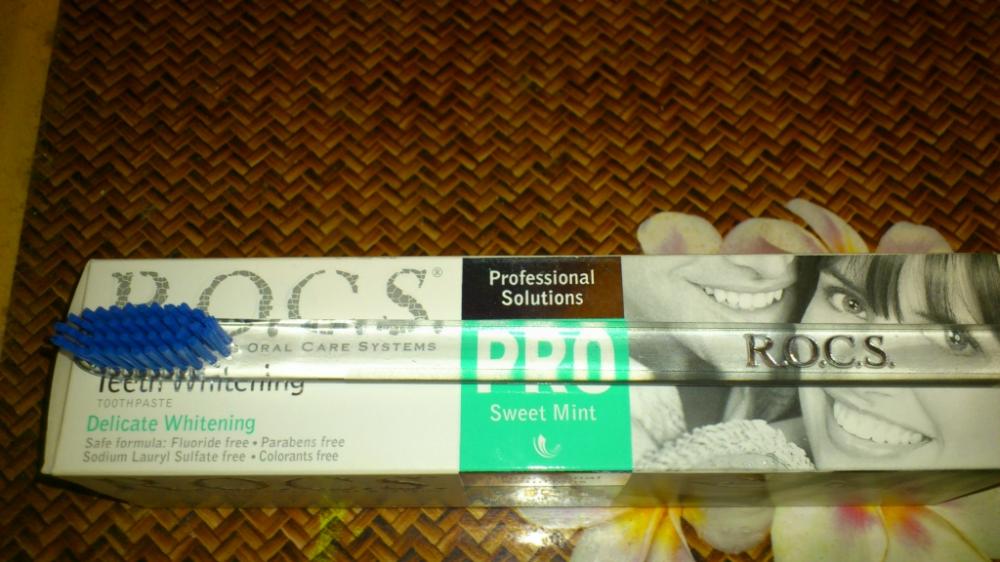 R.O.C.S.®
ORAL CARE SYSTEMS
Teeth Whitening
TOOTHPASTE
Delicate Whitening
Safe formula: Fluoride free • Parabens free
Sodium Lauryl Sulfate free • Colorants free
Professional
Solutions
PRO
Sweet Mint
R.O.C.S.
R.O.C.S.